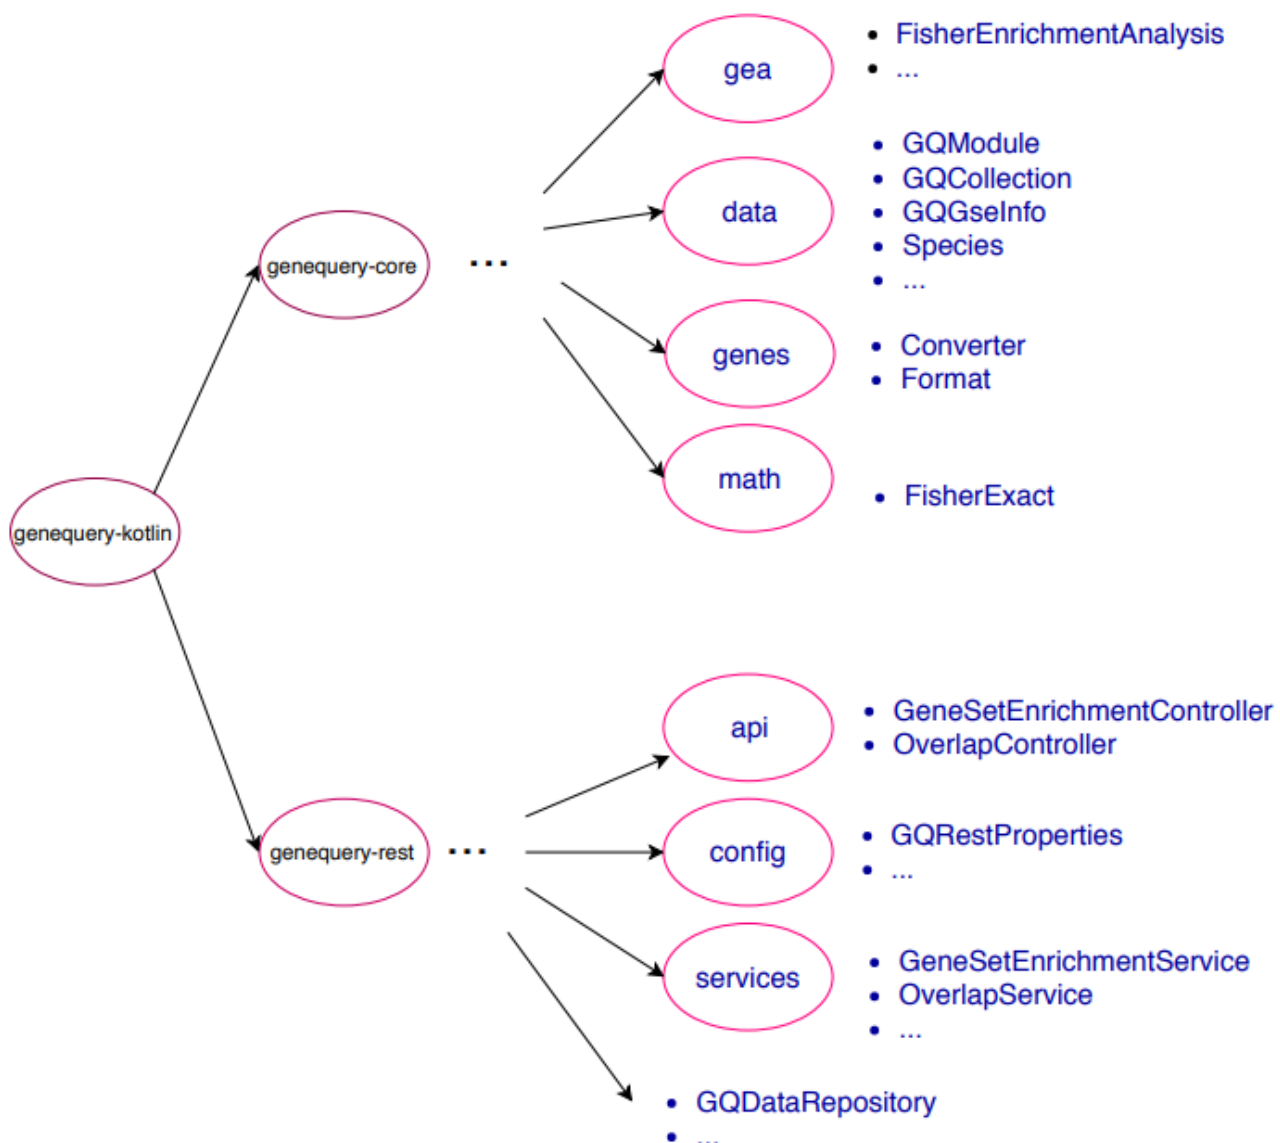 gea
• FisherEnrichmentAnalysis
• ...
data
• GQModule
• GQCollection
• GQGseInfo
• Species
• ...
genequery-core
...
genes
• Converter
• Format
math
• FisherExact
genequery-kotlin
api
• GeneSetEnrichmentController
• OverlapController
genequery-rest
...
config
• GQRestProperties
• ...
services
• GeneSetEnrichmentService
• OverlapService
• ...
• GQDataRepository
• ...